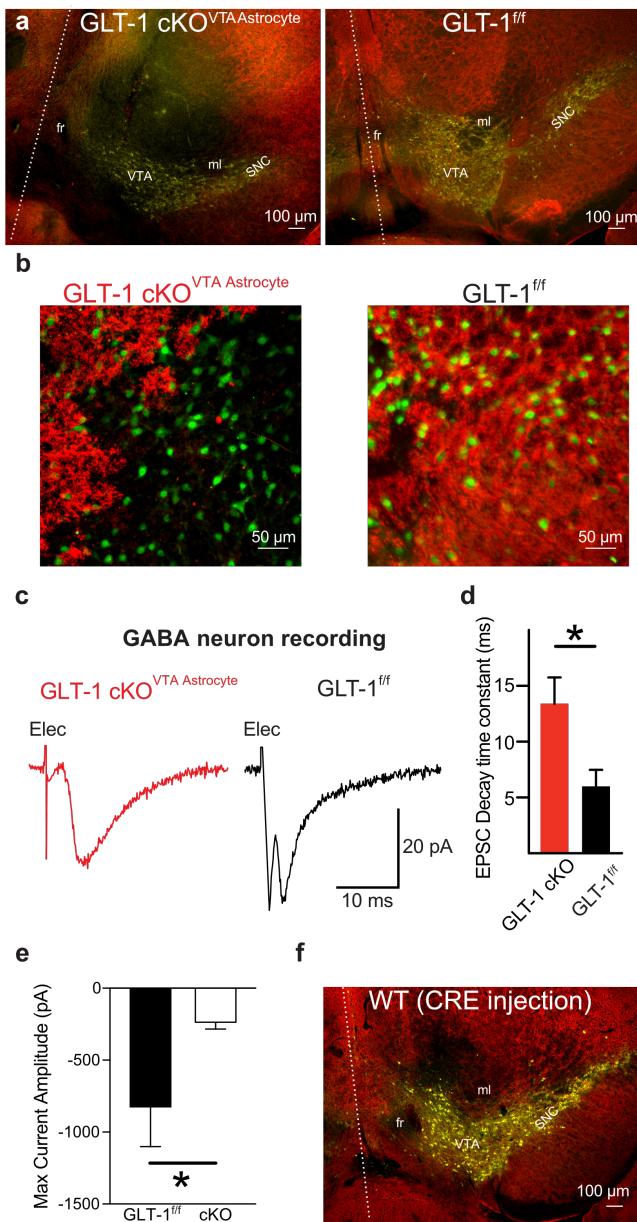 a
GLT-1 cKO^VTA Astrocyte
GLT-1^f/f
fr
VTA
ml
SNC
100 µm
fr
VTA
ml
SNC
100 µm
b
GLT-1 cKO^VTA Astrocyte
GLT-1^f/f
50 µm
50 µm
c
GABA neuron recording
GLT-1 cKO^VTA Astrocyte
GLT-1^f/f
Elec
Elec
20 pA
10 ms
d
*
EPSC Decay time constant (ms)
15
10
5
GLT-1 cKO
GLT-1^f/f
e
Max Current Amplitude (pA)
0
-500
-1000
-1500
*
GLT-1^f/f
cKO
f
WT (CRE injection)
fr
VTA
ml
SNC
100 µm